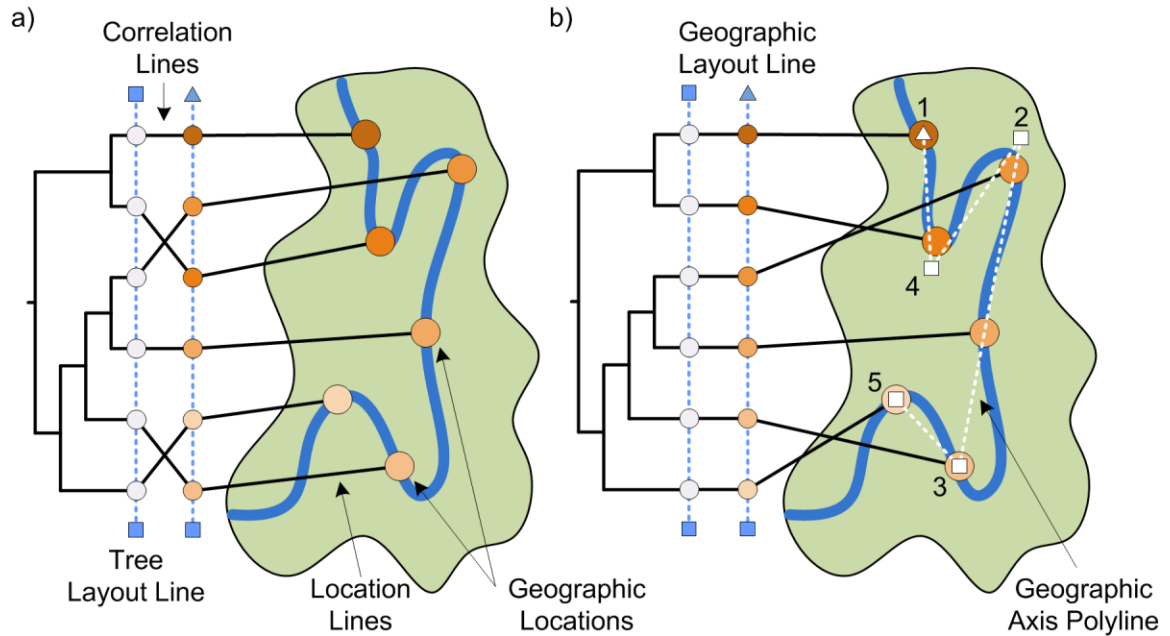 a)
Correlation
Lines
Tree
Layout Line
Location
Lines
Geographic
Locations
b)
Geographic
Layout Line
1
2
4
5
3
Geographic
Axis Polyline